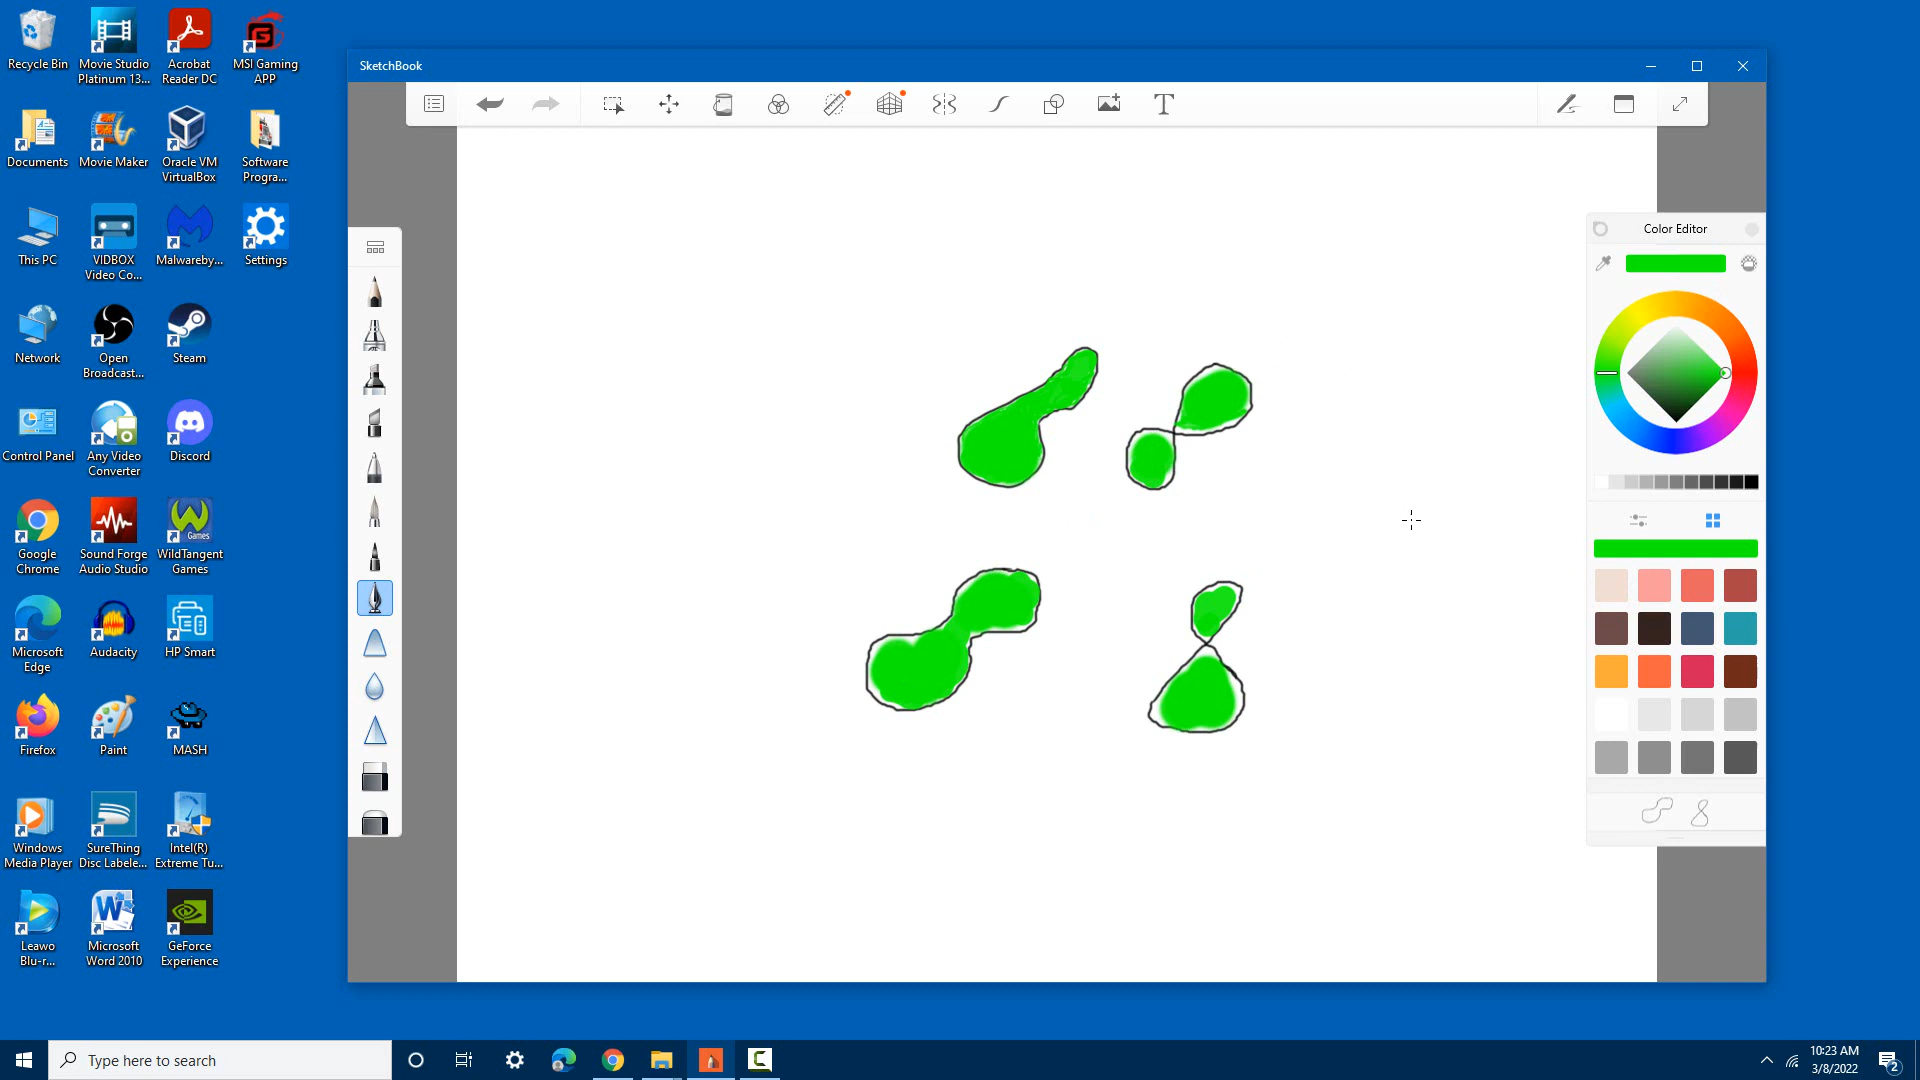 SketchBook
Color Editor
Recycle Bin
Movie Studio
Platinum 13...
Acrobat
Reader DC
MSI Gaming
APP
Documents
Movie Maker
Oracle VM
VirtualBox
Software
Progra...
This PC
VIDBOX
Video Co...
Malwareby...
Settings
Network
Open
Broadcast...
Steam
Control Panel
Any Video
Converter
Discord
Google
Chrome
Sound Forge
Audio Studio
Games
WildTangent
Games
Microsoft
Edge
Audacity
HP Smart
Firefox
Paint
MASH
Windows
Media Player
SureThing
Disc Labele...
Intel(R)
Extreme Tu...
Leawo
Blu-r...
Microsoft
Word 2010
GeForce
Experience
Type here to search
10:23 AM
3/8/2022
2